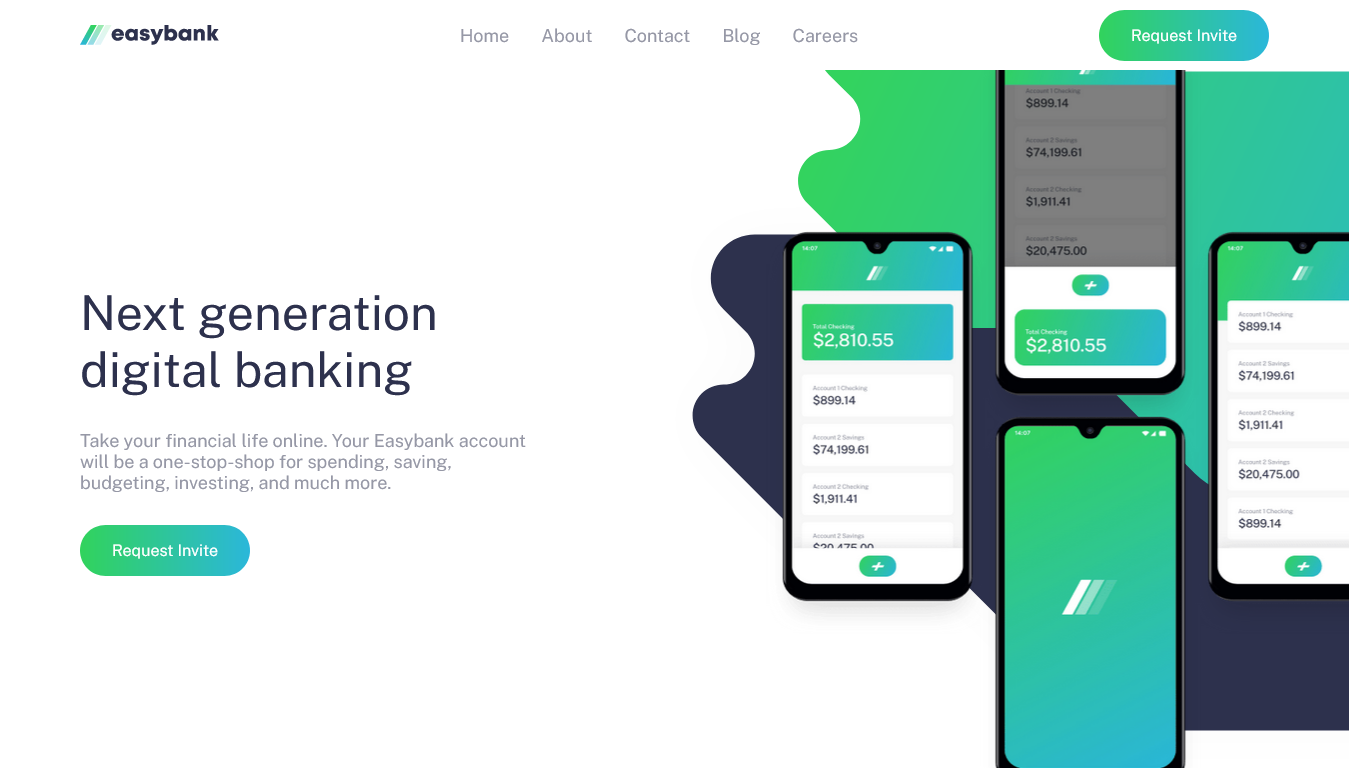 easybank
Home
About
Contact
Blog
Careers
Request Invite
Next generation
digital banking
Take your financial life online. Your Easybank account
will be a one-stop-shop for spending, saving,
budgeting, investing, and much more.
Request Invite
14:07
Total Checking
$2,810.55
Account 1 Checking
$899.14
Account 2 Savings
$74,199.61
Account 2 Checking
$1,911.41
Account 2 Savings
$20,475.00
Account 1 Checking
$899.14
Account 2 Savings
$74,199.61
Account 2 Checking
$1,911.41
Account 2 Savings
$20,475.00
Total Checking
$2,810.55
14:07
14:07
Account 1 Checking
$899.14
Account 2 Savings
$74,199.61
Account 2 Checking
$1,911.41
Account 2 Savings
$20,475.00
Account 1 Checking
$899.14